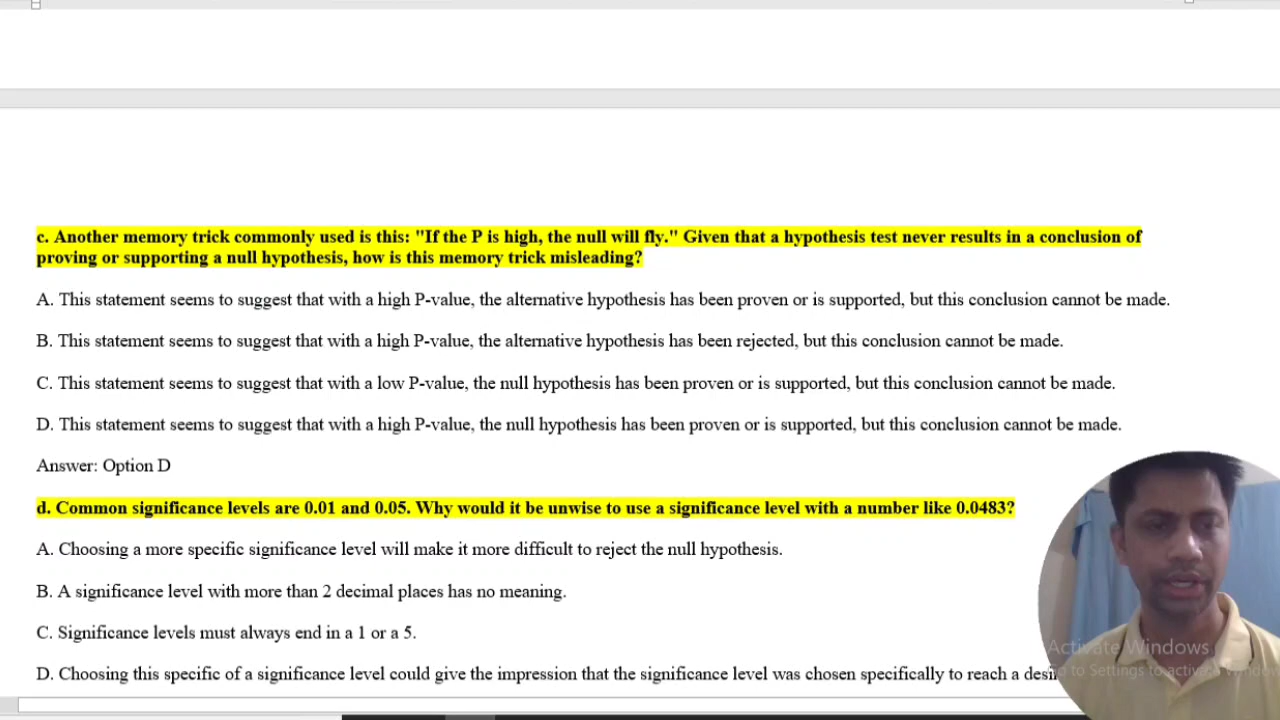 c. Another memory trick commonly used is this: "If the P is high, the null will fly." Given that a hypothesis test never results in a conclusion of
proving or supporting a null hypothesis, how is this memory trick misleading?
A. This statement seems to suggest that with a high P-value, the alternative hypothesis has been proven or is supported, but this conclusion cannot be made.
B. This statement seems to suggest that with a high P-value, the alternative hypothesis has been rejected, but this conclusion cannot be made.
C. This statement seems to suggest that with a low P-value, the null hypothesis has been proven or is supported, but this conclusion cannot be made.
D. This statement seems to suggest that with a high P-value, the null hypothesis has been proven or is supported, but this conclusion cannot be made.
Answer: Option D
d. Common significance levels are 0.01 and 0.05. Why would it be unwise to use a significance level with a number like 0.0483?
A. Choosing a more specific significance level will make it more difficult to reject the null hypothesis.
B. A significance level with more than 2 decimal places has no meaning.
C. Significance levels must always end in a 1 or a 5.
Activate Windows
D. Choosing this specific of a significance level could give the impression that the significance level was chosen specifically to reach a
to Settings to activate